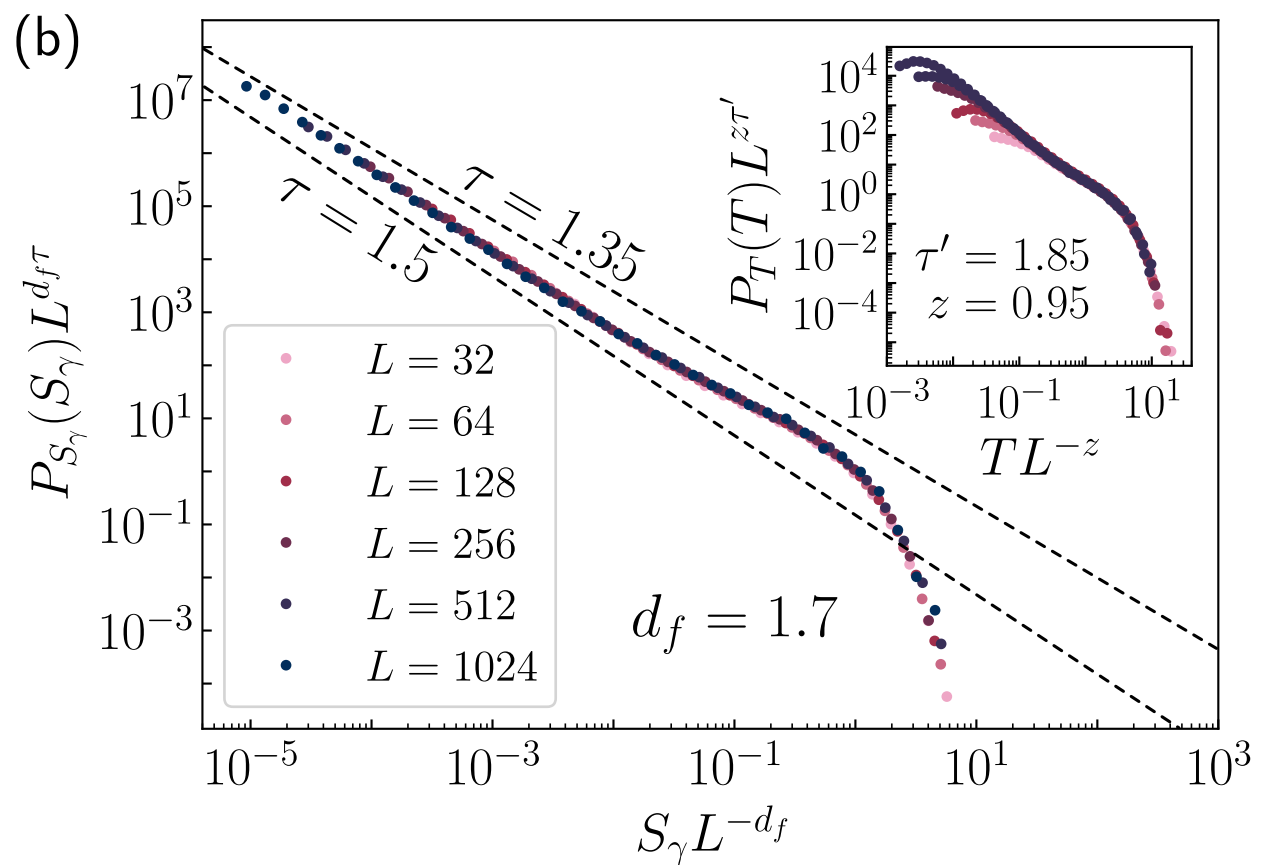 (b)
P_{S_γ}(S_γ)L^{d_f τ}
10^7
10^5
10^3
10^1
10^{-1}
10^{-3}
τ = 1.35
τ = 1.5
L = 32
L = 64
L = 128
L = 256
L = 512
L = 1024
d_f = 1.7
10^{-5}
10^{-3}
10^{-1}
10^1
10^3
S_γ L^{-d_f}
P_T(T)L^{zτ'}
10^4
10^2
10^0
10^{-2}
10^{-4}
τ' = 1.85
z = 0.95
10^{-3}
10^{-1}
10^1
TL^{-z}